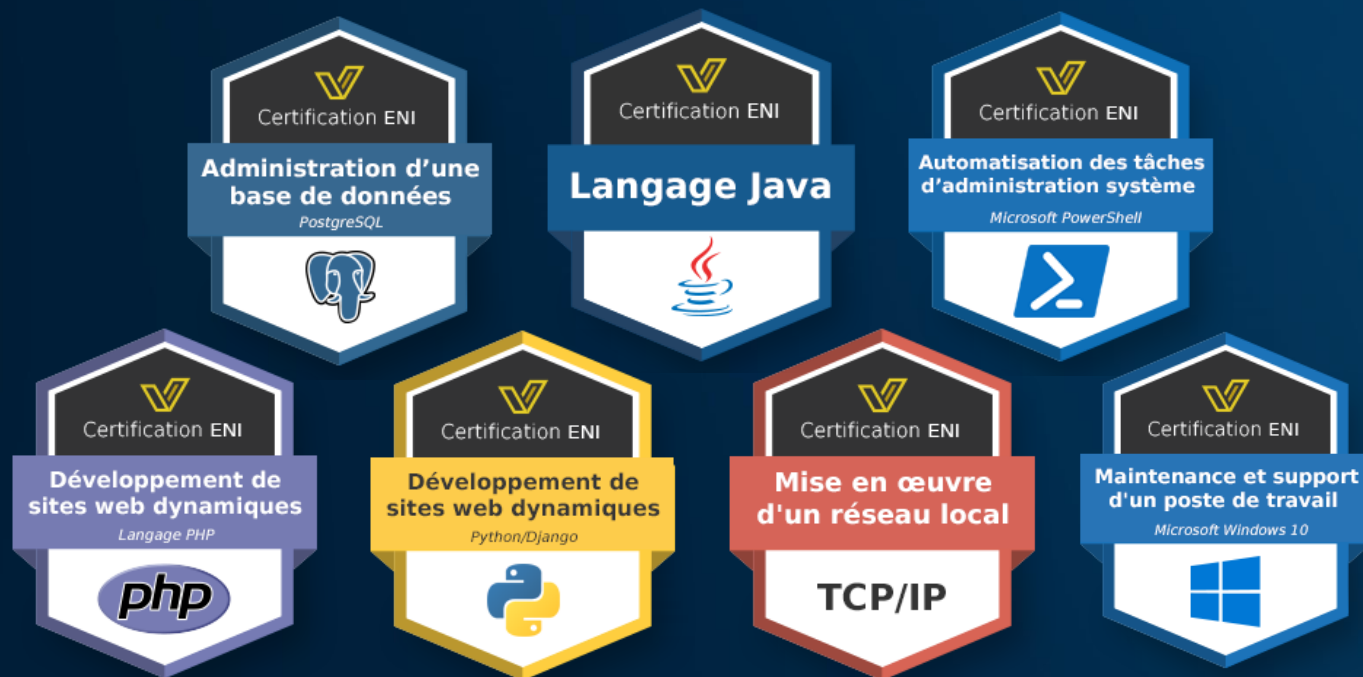 Certification ENI
Administration d’une
base de données
PostgreSQL
Certification ENI
Langage Java
Certification ENI
Automatisation des tâches
d’administration système
Microsoft PowerShell
Certification ENI
Développement de
sites web dynamiques
Langage PHP
php
Certification ENI
Développement de
sites web dynamiques
Python/Django
Certification ENI
Mise en œuvre
d'un réseau local
TCP/IP
Certification ENI
Maintenance et support
d'un poste de travail
Microsoft Windows 10